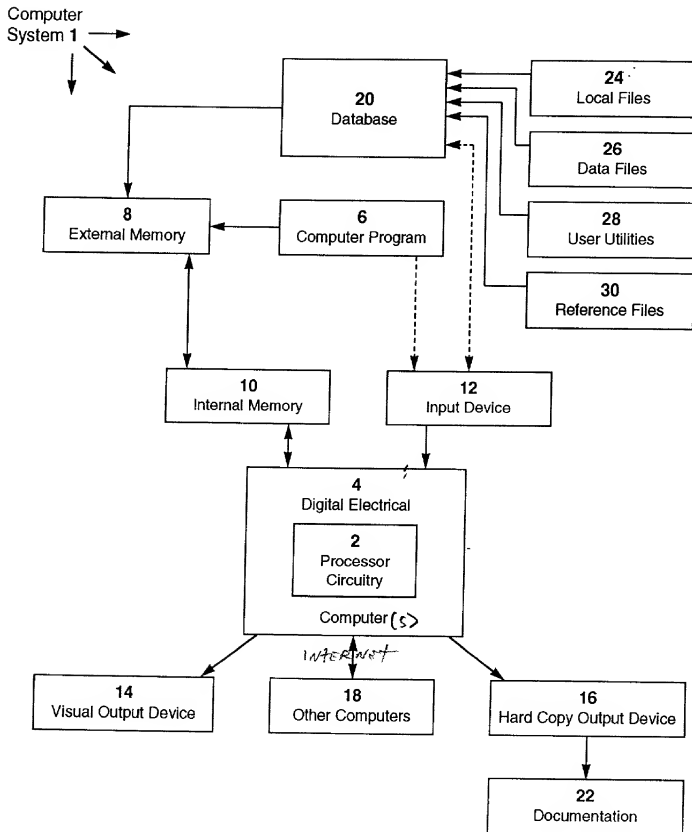 Computer
System 1
20
Database
24
Local Files
26
Data Files
28
User Utilities
30
Reference Files
8
External Memory
6
Computer Program
10
Internal Memory
12
Input Device
4
Digital Electrical
2
Processor
Circuitry
Computer(s)
INTERNET
14
Visual Output Device
18
Other Computers
16
Hard Copy Output Device
22
Documentation